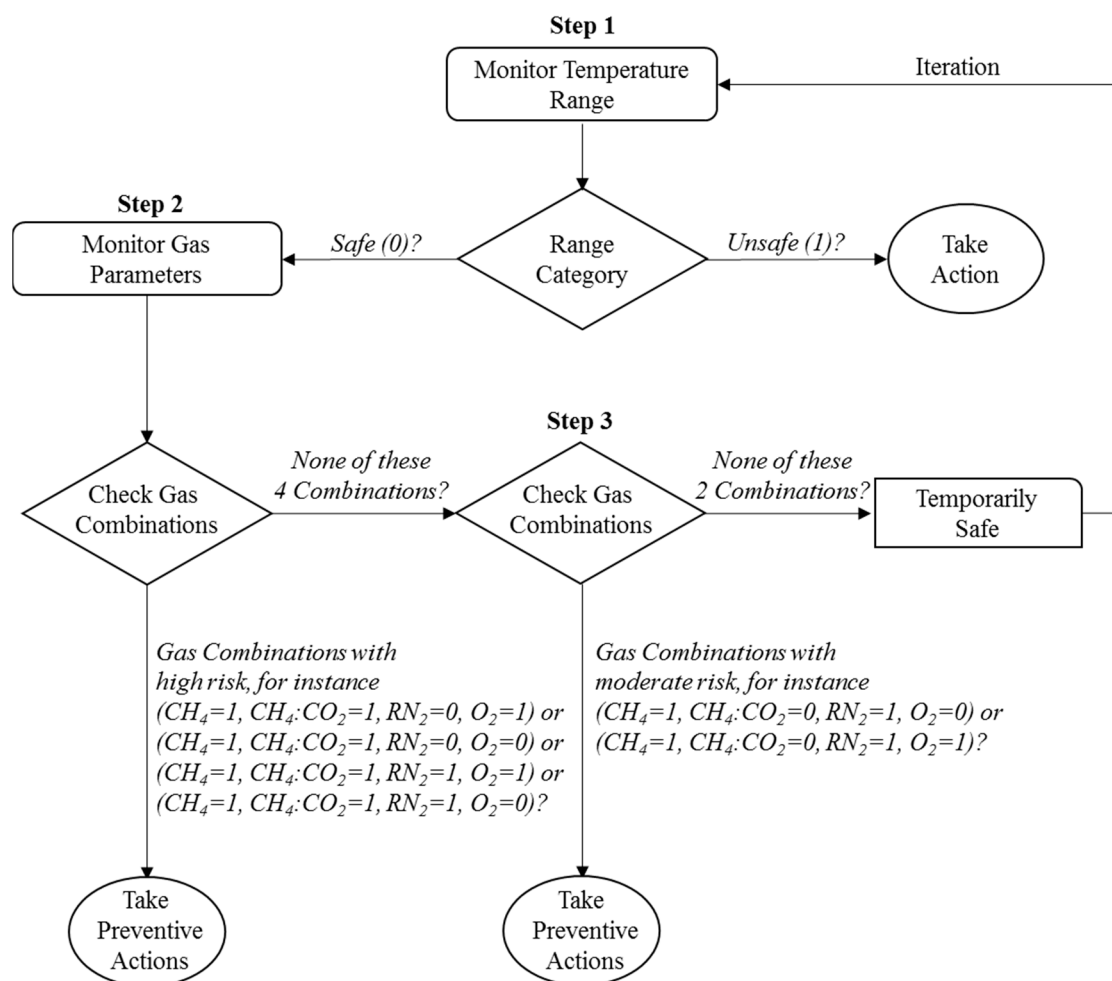 Step 1
Monitor Temperature
Range
Iteration
Step 2
Monitor Gas
Parameters
Safe (0)?
Range
Category
Unsafe (1)?
Take
Action
Step 3
Check Gas
Combinations
None of these
4 Combinations?
Check Gas
Combinations
None of these
2 Combinations?
Temporarily
Safe
Gas Combinations with
high risk, for instance
(CH₄=1, CH₄:CO₂=1, RN₂=0, O₂=1) or
(CH₄=1, CH₄:CO₂=1, RN₂=0, O₂=0) or
(CH₄=1, CH₄:CO₂=1, RN₂=1, O₂=1) or
(CH₄=1, CH₄:CO₂=1, RN₂=1, O₂=0)?
Gas Combinations with
moderate risk, for instance
(CH₄=1, CH₄:CO₂=0, RN₂=1, O₂=0) or
(CH₄=1, CH₄:CO₂=0, RN₂=1, O₂=1)?
Take
Preventive
Actions
Take
Preventive
Actions